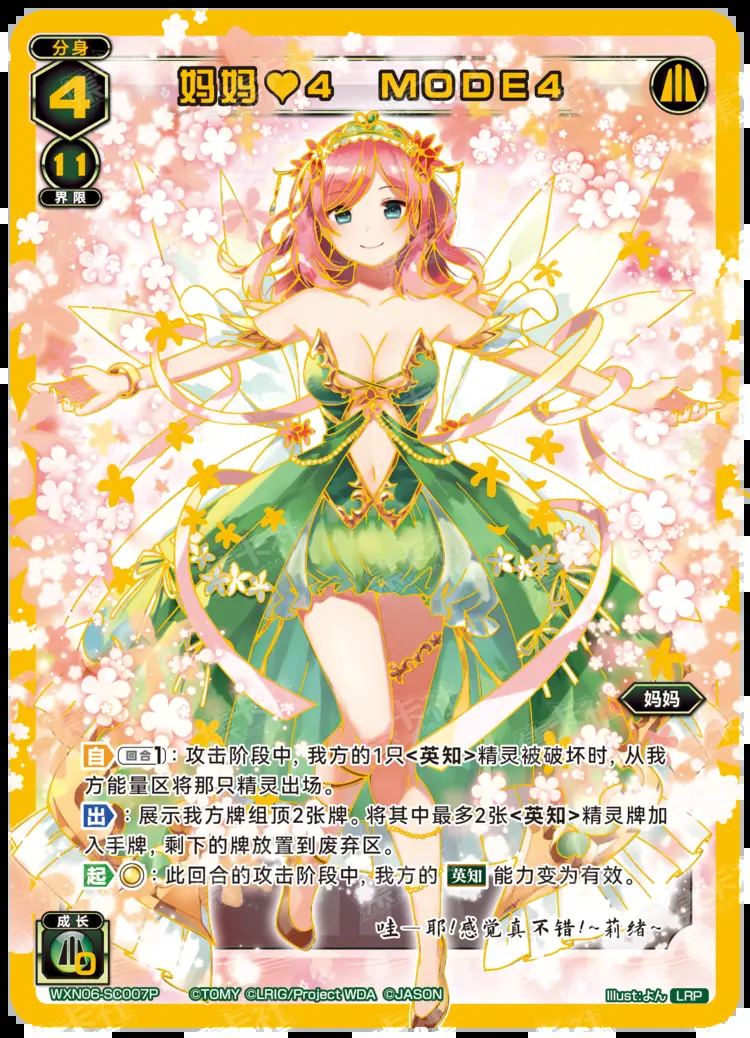 分身
4
妈妈♥4 MODE4
11
界限
妈妈
自 回合1:攻击阶段中,我方的1只<英知>精灵被破坏时,从我
方能量区将那只精灵出场。
出:展示我方牌组顶2张牌。将其中最多2张<英知>精灵牌加
入手牌,剩下的牌放置到废弃区。
起:此回合的攻击阶段中,我方的 英知 能力变为有效。
哇—耶!感觉真不错!~莉绪~
成长
0
WXN06-SC007P ©TOMY ©LRIG/Project WDA ©JASON Illust:よん LRP